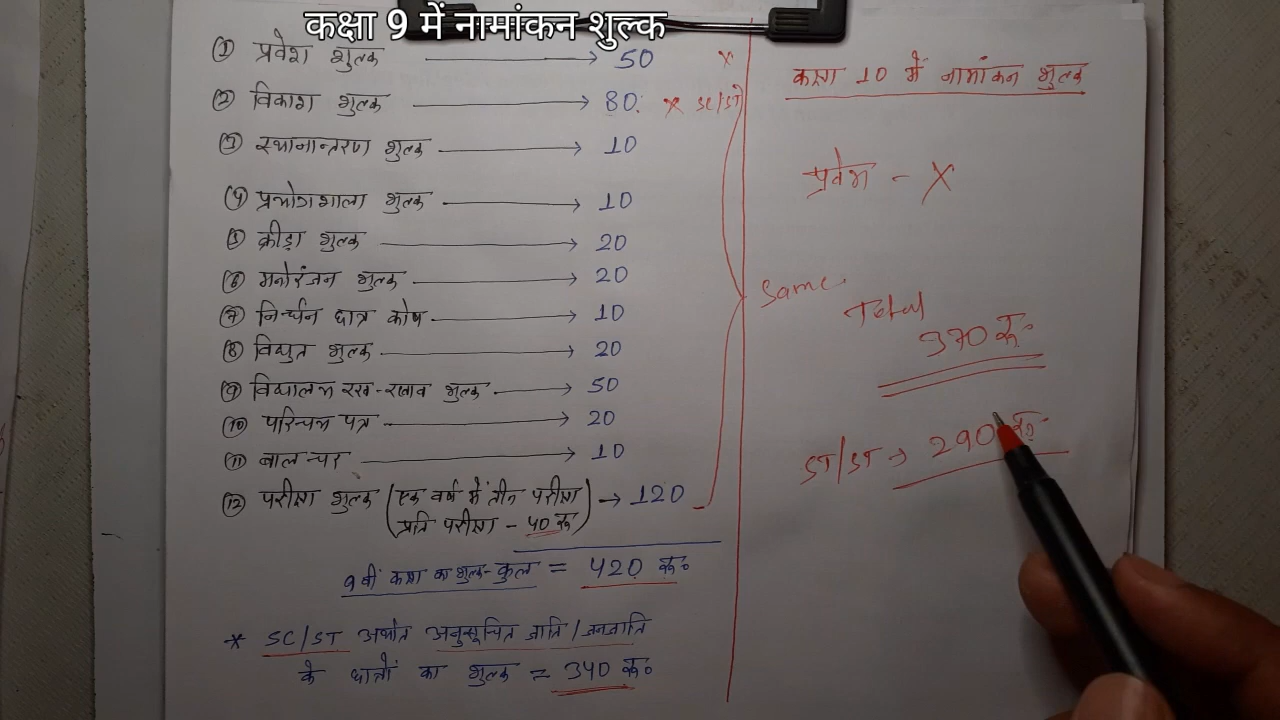 कक्षा 9 में नामांकन शुल्क
① प्रवेश शुल्क → 50 ×
② विकाश शुल्क → 80 × SC/ST
③ स्थानान्तरण शुल्क → 10
④ प्रयोगशाला शुल्क → 10
⑤ क्रीड़ा शुल्क → 20
⑥ मनोरंजन शुल्क → 20
⑦ निर्धन छात्र कोष → 10
⑧ विद्युत शुल्क → 20
⑨ विद्यालय रख-रखाव शुल्क → 50
⑩ परिचय पत्र → 20
⑪ बाल चर → 10
⑫ परीक्षा शुल्क (एक वर्ष में तीन परीक्षा → 120
प्रति परीक्षा - 40 रू)
9 वीं कक्षा का शुल्क-कुल = 420 रू०
* SC/ST अर्थात अनुसूचित जाति/जनजाति
के छात्रों का शुल्क = 340 रू०
कक्षा 10 में नामांकन शुल्क
प्रवेश - X
Same
Total
370 रू०
ST/ST → 290 रू०